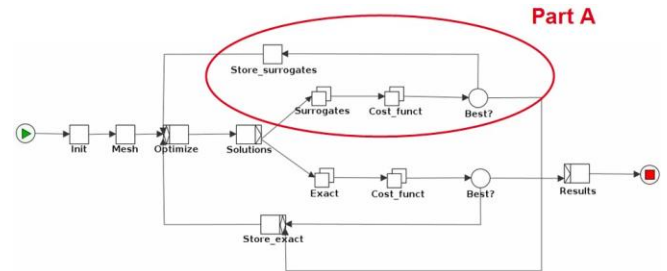 Part A
Store_surrogates
Surrogates Cost_funct Best?
Init Mesh Optimize Solutions
Exact Cost_funct Best? Results
Store_exact